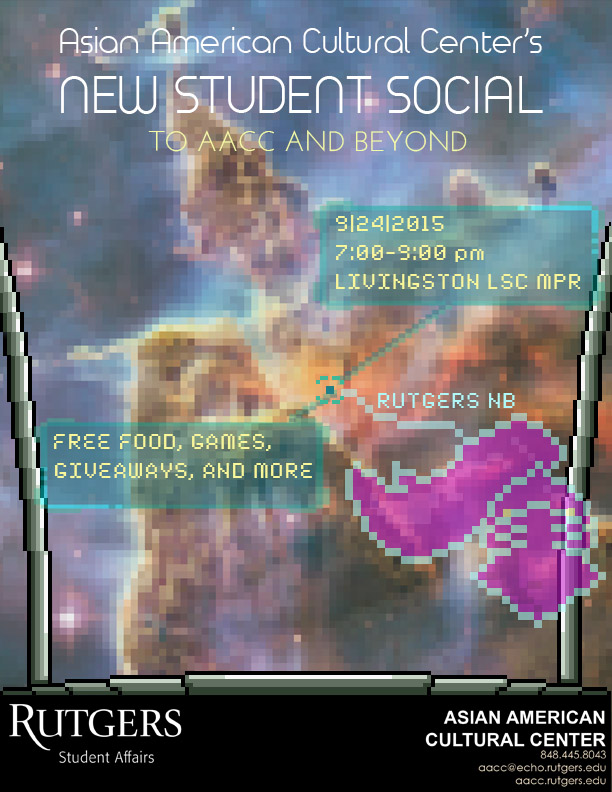 Asian American Cultural Center's
NEW STUDENT SOCIAL
TO AACC AND BEYOND
9|24|2015
7:00-9:00 pm
LIVINGSTON LSC MPR
RUTGERS NB
FREE FOOD, GAMES,
GIVEAWAYS, AND MORE
RUTGERS
Student Affairs
ASIAN AMERICAN
CULTURAL CENTER
848.445.8043
aacc@echo.rutgers.edu
aacc.rutgers.edu